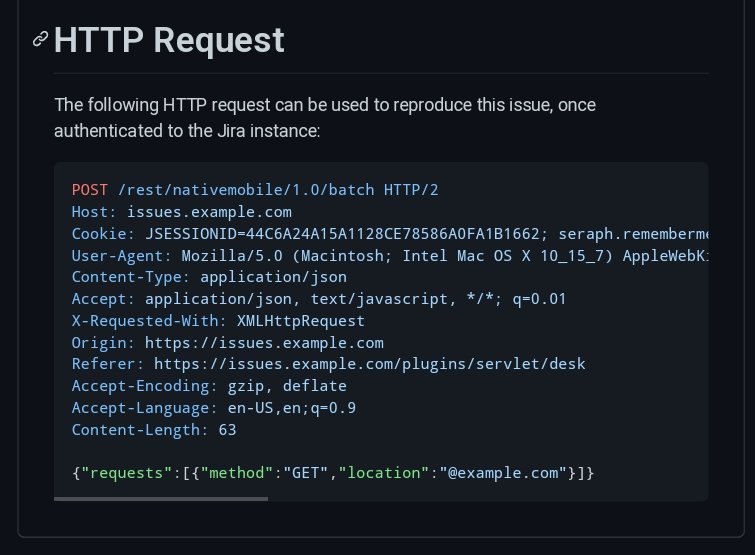 HTTP Request
The following HTTP request can be used to reproduce this issue, once
authenticated to the Jira instance:
POST /rest/nativemobile/1.0/batch HTTP/2
Host: issues.example.com
Cookie: JSESSIONID=44C6A24A15A1128CE78586A0FA1B1662; seraph.rememberme
User-Agent: Mozilla/5.0 (Macintosh; Intel Mac OS X 10_15_7) AppleWebKi
Content-Type: application/json
Accept: application/json, text/javascript, */*; q=0.01
X-Requested-With: XMLHttpRequest
Origin: https://issues.example.com
Referer: https://issues.example.com/plugins/servlet/desk
Accept-Encoding: gzip, deflate
Accept-Language: en-US,en;q=0.9
Content-Length: 63
{"requests":[{"method":"GET","location":"@example.com"}]}